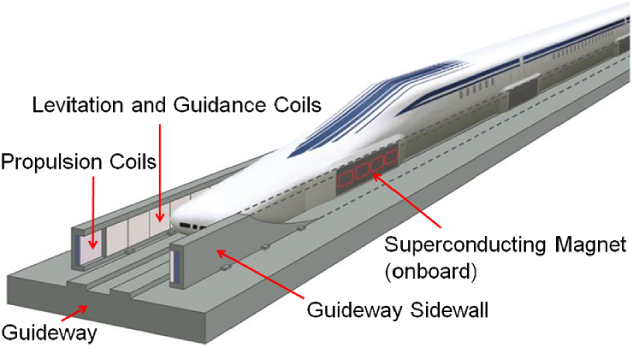 Levitation and Guidance Coils
Propulsion Coils
Superconducting Magnet
(onboard)
Guideway Sidewall
Guideway